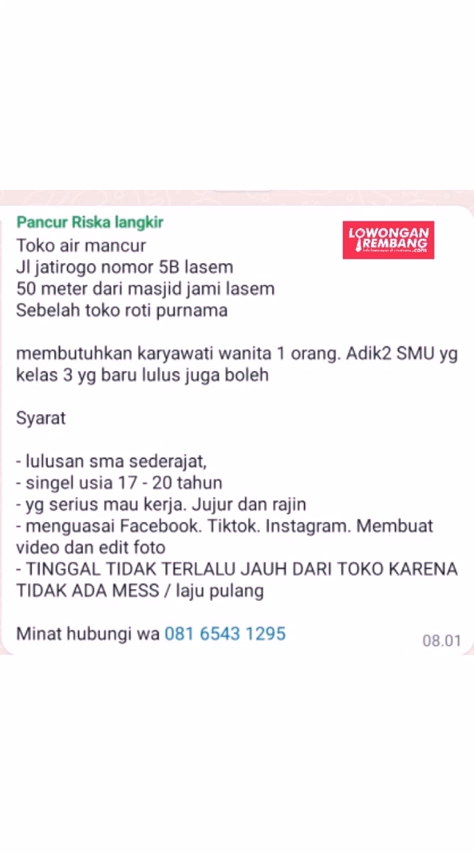 Pancur Riska langkir
LOWONGAN
REMBANG
.com
Toko air mancur
Jl jatirogo nomor 5B lasem
50 meter dari masjid jami lasem
Sebelah toko roti purnama
membutuhkan karyawati wanita 1 orang. Adik2 SMU yg
kelas 3 yg baru lulus juga boleh
Syarat
- lulusan sma sederajat,
- singel usia 17 - 20 tahun
- yg serius mau kerja. Jujur dan rajin
- menguasai Facebook. Tiktok. Instagram. Membuat
video dan edit foto
- TINGGAL TIDAK TERLALU JAUH DARI TOKO KARENA
TIDAK ADA MESS / laju pulang
Minat hubungi wa 081 6543 1295
08.01